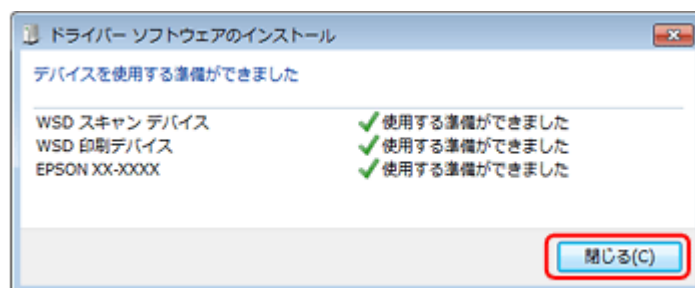 ドライバー ソフトウェアのインストール
デバイスを使用する準備ができました
WSD スキャン デバイス 使用する準備ができました
WSD 印刷デバイス 使用する準備ができました
EPSON XX-XXXX 使用する準備ができました
閉じる(C)